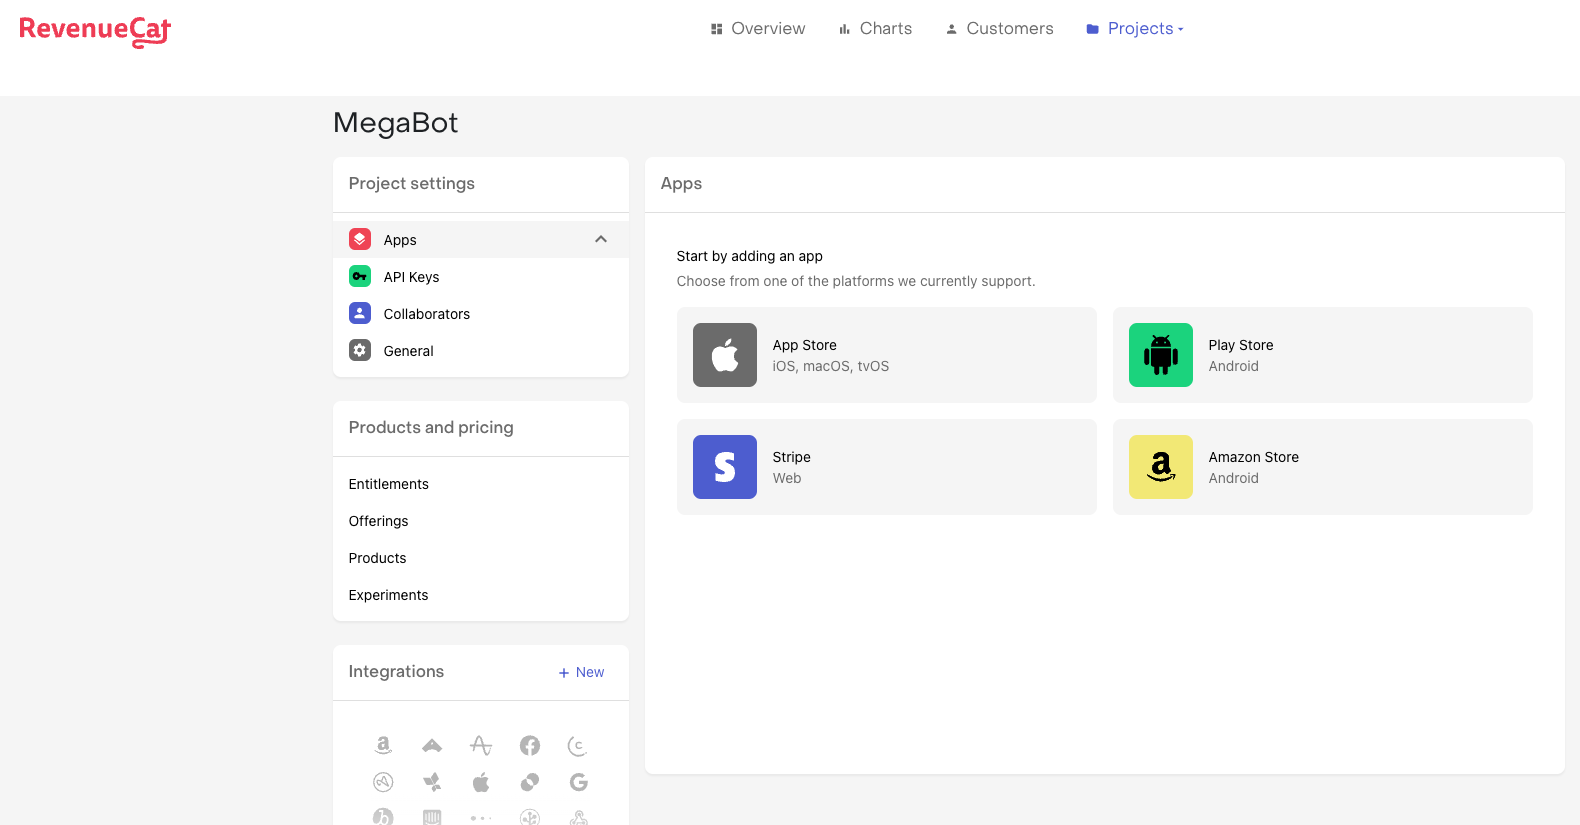 RevenueCat
Overview
Charts
Customers
Projects
MegaBot
Project settings
Apps
API Keys
Collaborators
General
Products and pricing
Entitlements
Offerings
Products
Experiments
Integrations
+ New
Apps
Start by adding an app
Choose from one of the platforms we currently support.
App Store
iOS, macOS, tvOS
Play Store
Android
Stripe
Web
Amazon Store
Android